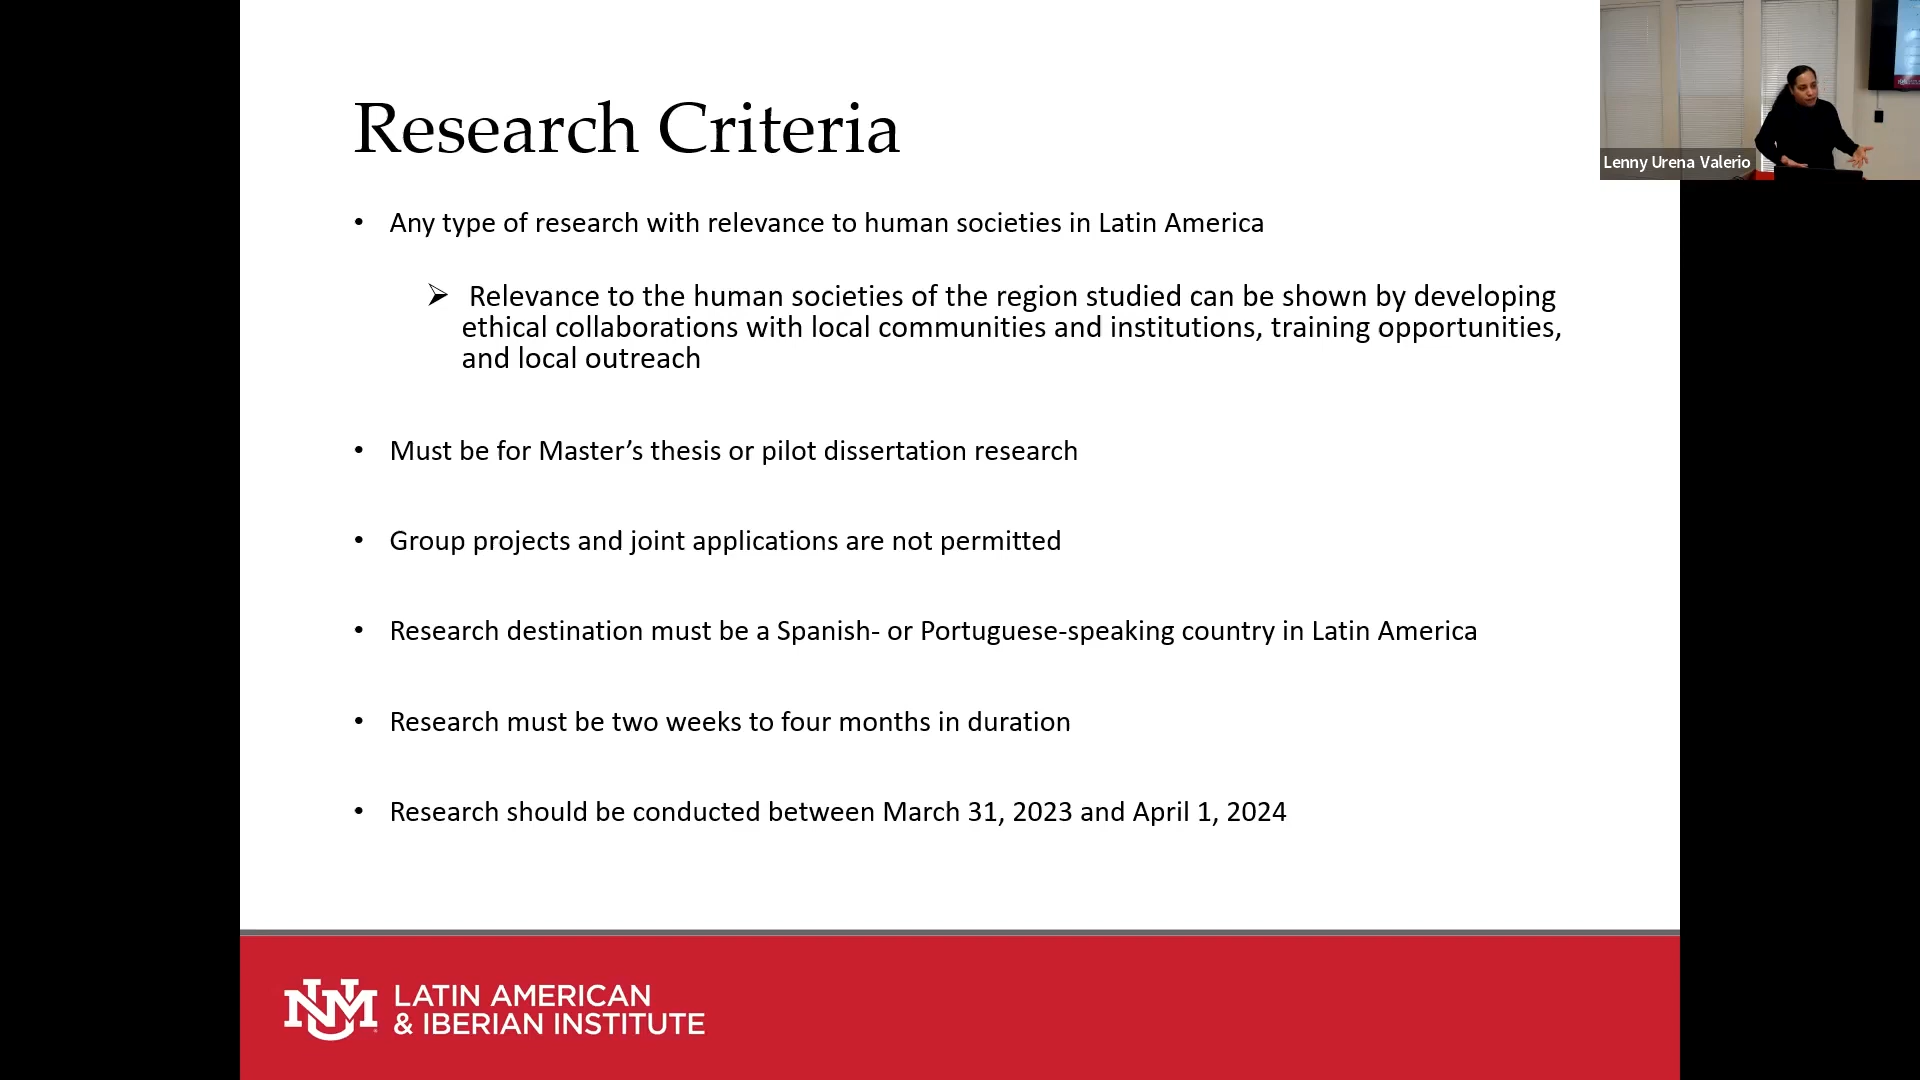 Research Criteria
Lenny Urena Valerio
• Any type of research with relevance to human societies in Latin America
➢ Relevance to the human societies of the region studied can be shown by developing
ethical collaborations with local communities and institutions, training opportunities,
and local outreach
• Must be for Master’s thesis or pilot dissertation research
• Group projects and joint applications are not permitted
• Research destination must be a Spanish- or Portuguese-speaking country in Latin America
• Research must be two weeks to four months in duration
• Research should be conducted between March 31, 2023 and April 1, 2024
UNM
LATIN AMERICAN
& IBERIAN INSTITUTE